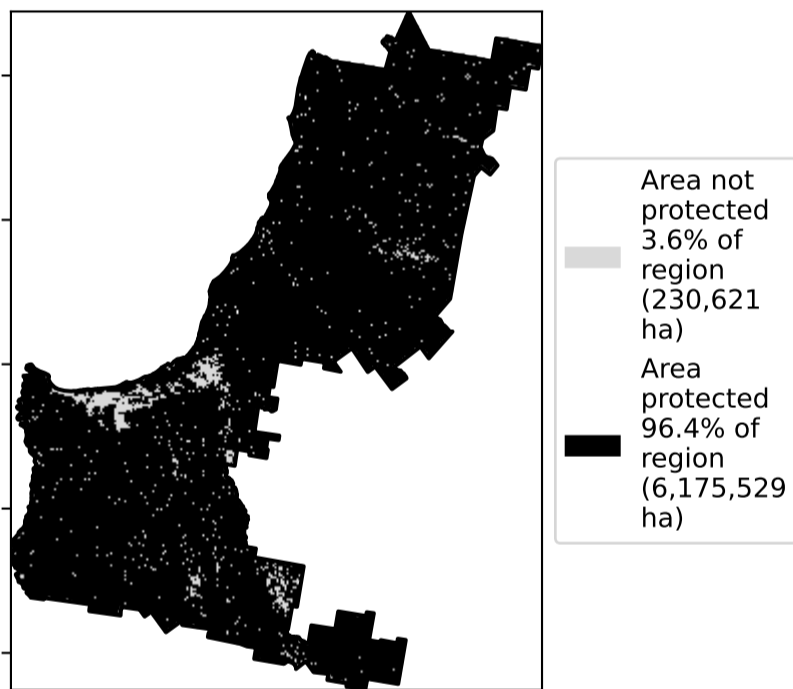 Area not
protected
3.6% of
region
(230,621
ha)
Area
protected
96.4% of
region
(6,175,529
ha)